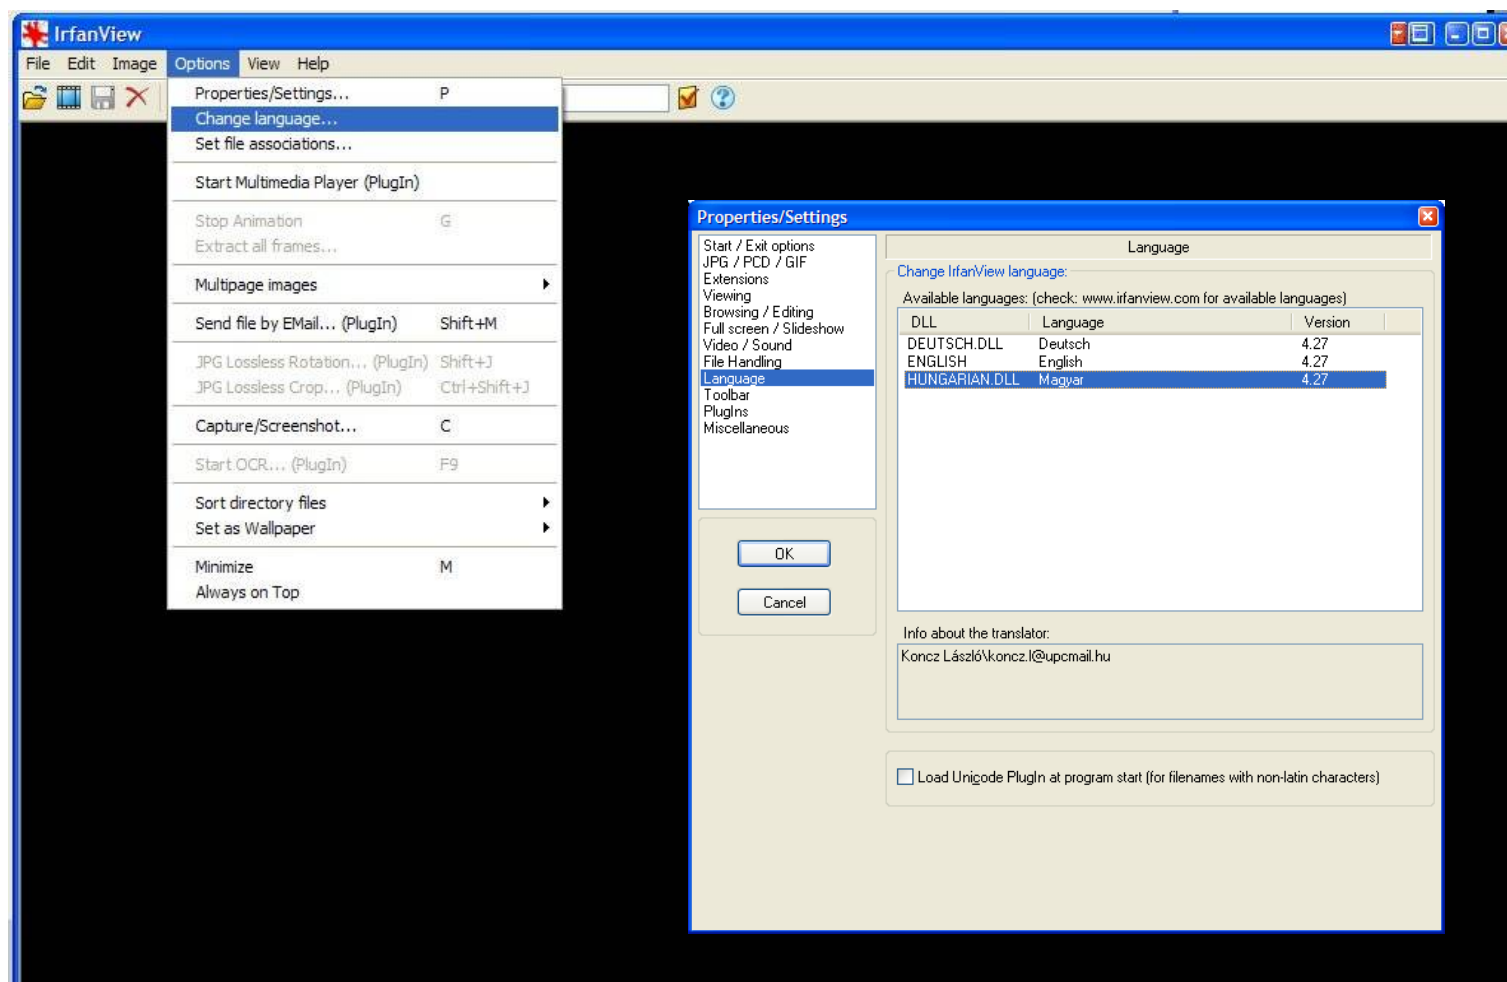 IrfanView
File Edit Image Options View Help
Properties/Settings... P
Change language...
Set file associations...
Start Multimedia Player (PlugIn)
Stop Animation G
Extract all frames...
Multipage images
Send file by EMail... (PlugIn) Shift+M
JPG Lossless Rotation... (PlugIn) Shift+J
JPG Lossless Crop... (PlugIn) Ctrl+Shift+J
Capture/Screenshot... C
Start OCR... (PlugIn) F9
Sort directory files
Set as Wallpaper
Minimize M
Always on Top
Properties/Settings
Start / Exit options
JPG / PCD / GIF
Extensions
Viewing
Browsing / Editing
Full screen / Slideshow
Video / Sound
File Handling
Language
Toolbar
PlugIns
Miscellaneous
OK
Cancel
Language
Change IrfanView language:
Available languages: (check: www.irfanview.com for available languages)
DLL Language Version
DEUTSCH.DLL Deutsch 4.27
ENGLISH English 4.27
HUNGARIAN.DLL Magyar 4.27
Info about the translator:
Koncz László\koncz.l@upcmail.hu
Load Unicode PlugIn at program start (for filenames with non-latin characters)